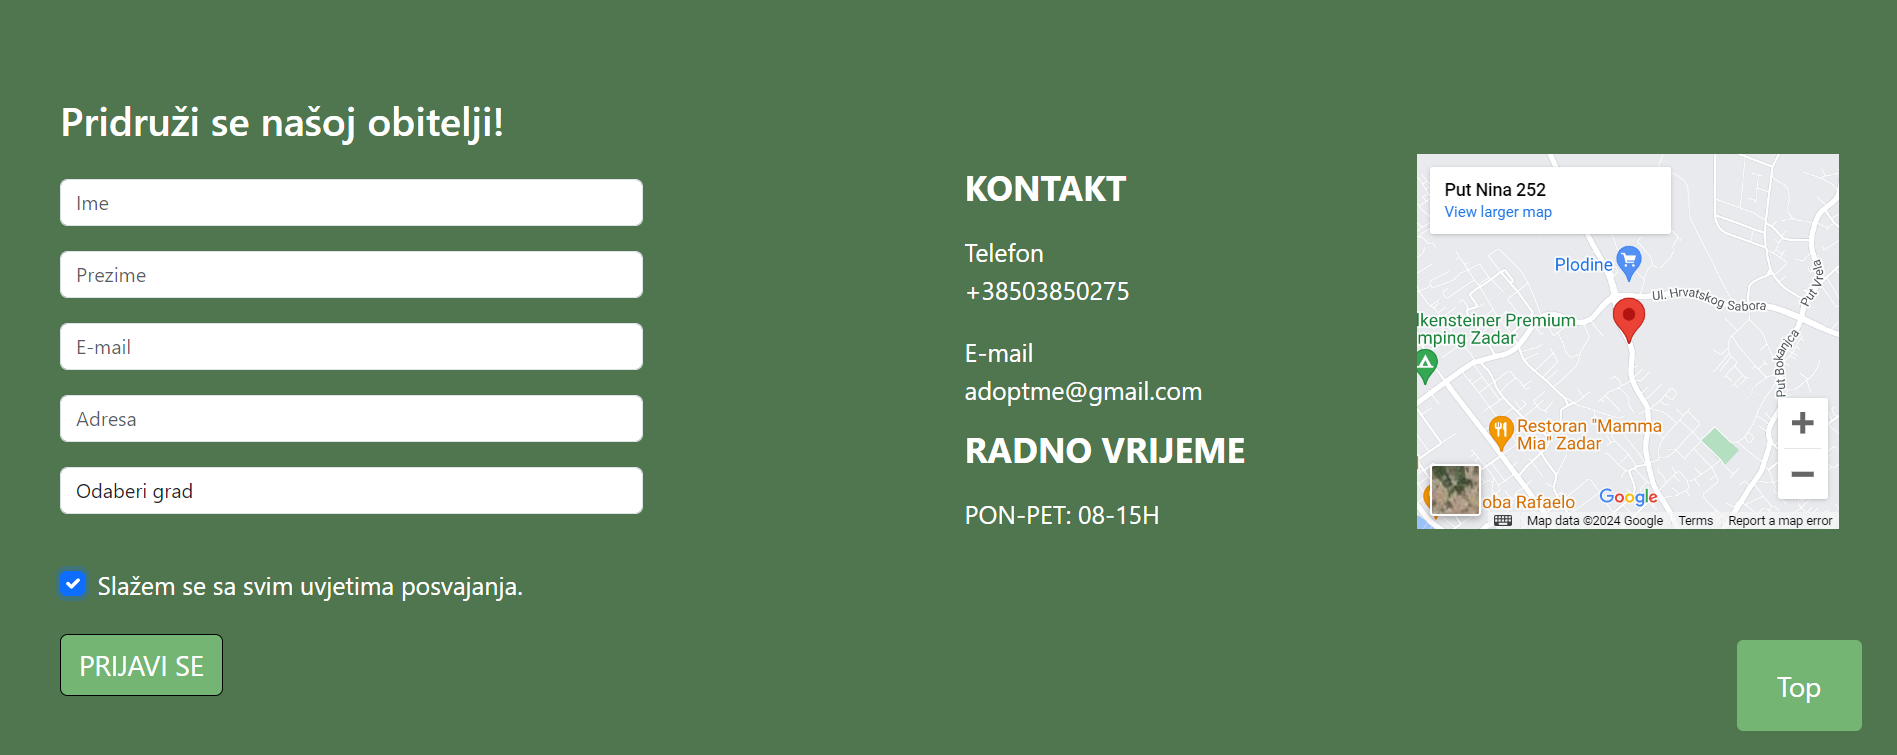 Pridruži se našoj obitelji!
Ime
Prezime
E-mail
Adresa
Odaberi grad
Slažem se sa svim uvjetima posvajanja.
PRIJAVI SE
KONTAKT
Telefon
+38503850275
E-mail
adoptme@gmail.com
RADNO VRIJEME
PON-PET: 08-15H
Put Nina 252
View larger map
Plodine
Ul. Hrvatskog Sabora
Put Vrela
lkensteiner Premium
mping Zadar
Put Bokanjca
Restoran "Mamma
Mia" Zadar
oba Rafaelo
Google
Map data ©2024 Google
Terms
Report a map error
Top